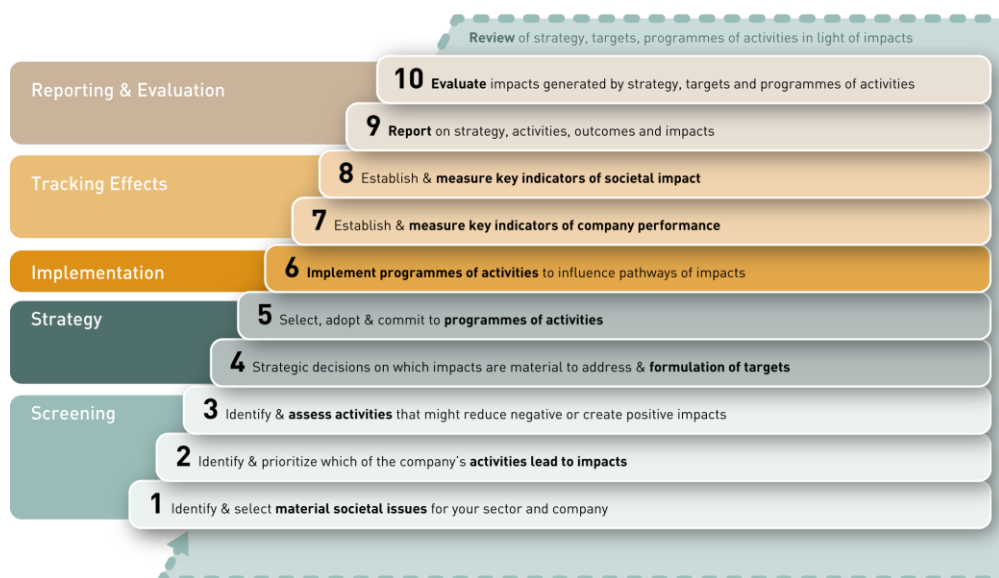 Review of strategy, targets, programmes of activities in light of impacts
Reporting & Evaluation
10 Evaluate impacts generated by strategy, targets and programmes of activities
9 Report on strategy, activities, outcomes and impacts
Tracking Effects
8 Establish & measure key indicators of societal impact
7 Establish & measure key indicators of company performance
Implementation
6 Implement programmes of activities to influence pathways of impacts
Strategy
5 Select, adopt & commit to programmes of activities
4 Strategic decisions on which impacts are material to address & formulation of targets
Screening
3 Identify & assess activities that might reduce negative or create positive impacts
2 Identify & prioritize which of the company's activities lead to impacts
1 Identify & select material societal issues for your sector and company